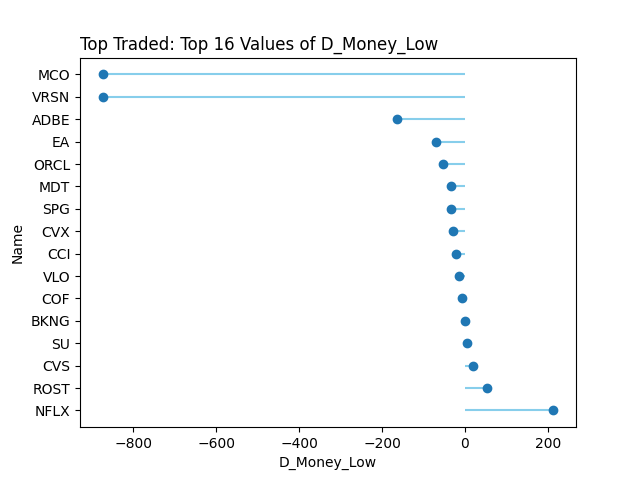 Top Traded: Top 16 Values of D_Money_Low
MCO
VRSN
ADBE
EA
ORCL
MDT
SPG
CVX
CCI
VLO
COF
BKNG
SU
CVS
ROST
NFLX
Name
−800 −600 −400 −200 0 200
D_Money_Low